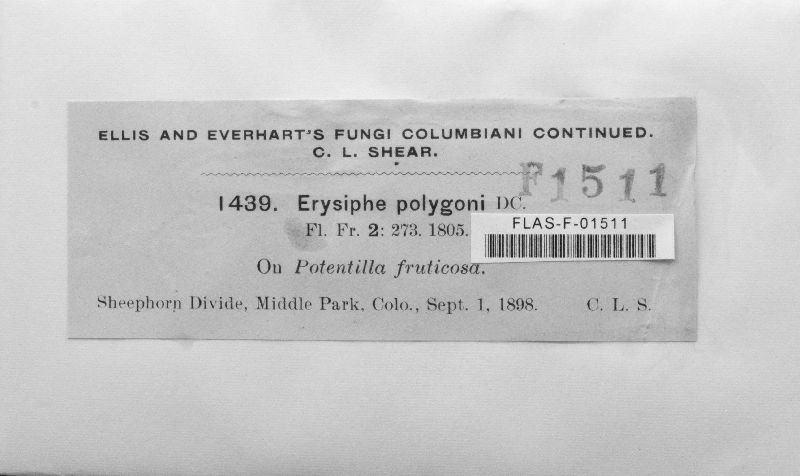 ELLIS AND EVERHART'S FUNGI COLUMBIANI CONTINUED.
C. L. SHEAR.
F1511
1439. Erysiphe polygoni DC.
FLAS-F-01511
Fl. Fr. 2: 273. 1805.
On Potentilla fruticosa.
Sheephorn Divide, Middle Park, Colo., Sept. 1, 1898. C. L. S.